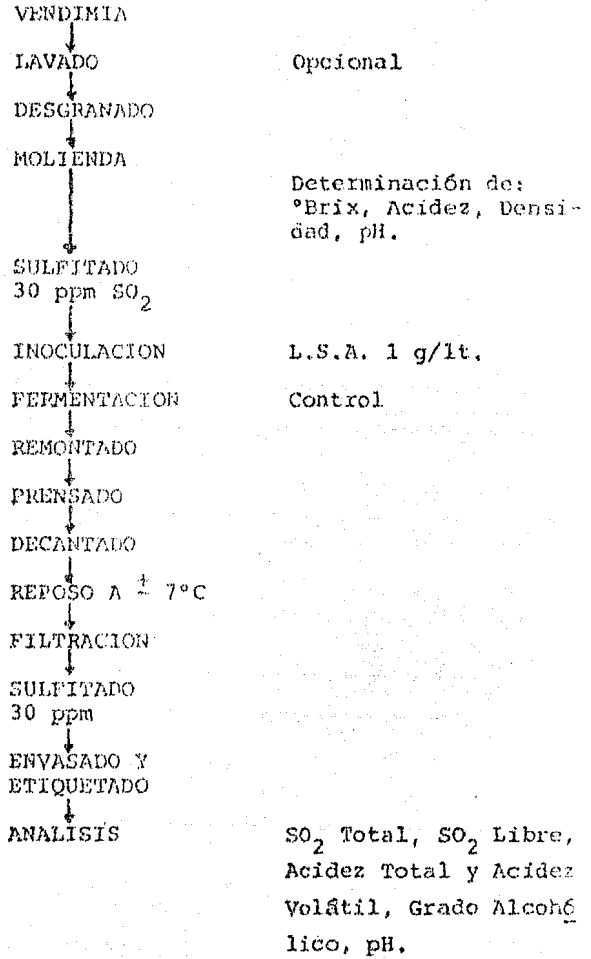 VENDIMIA
LAVADO Opcional
DESGRANADO
MOLIENDA
Determinación de:
°Brix, Acidez, Densi-
dad, pH.
SULFITADO
30 ppm SO2
INOCULACION L.S.A. 1 g/lt.
FERMENTACION Control
REMONTADO
PRENSADO
DECANTADO
REPOSO A ± 7°C
FILTRACION
SULFITADO
30 ppm
ENVASADO Y
ETIQUETADO
ANALISIS SO2 Total, SO2 Libre,
Acidez Total y Acidez
Volátil, Grado Alcohó
lico, pH.